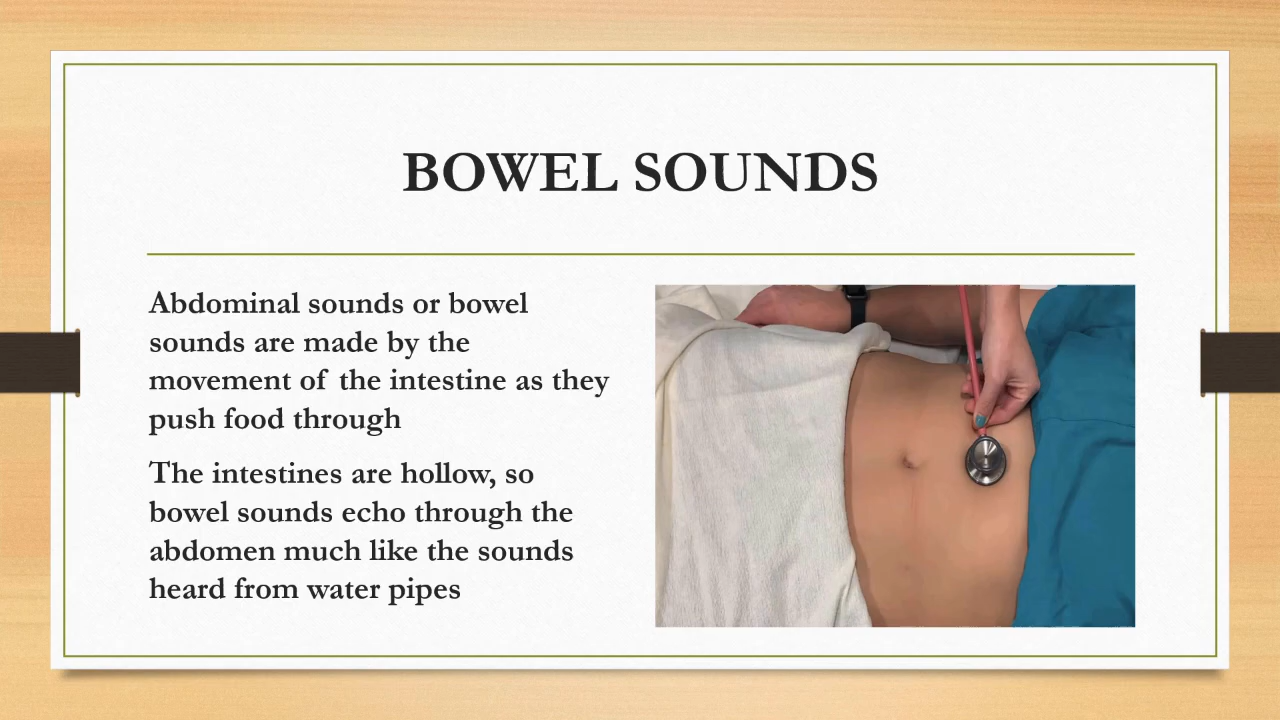 BOWEL SOUNDS
Abdominal sounds or bowel
sounds are made by the
movement of the intestine as they
push food through
The intestines are hollow, so
bowel sounds echo through the
abdomen much like the sounds
heard from water pipes